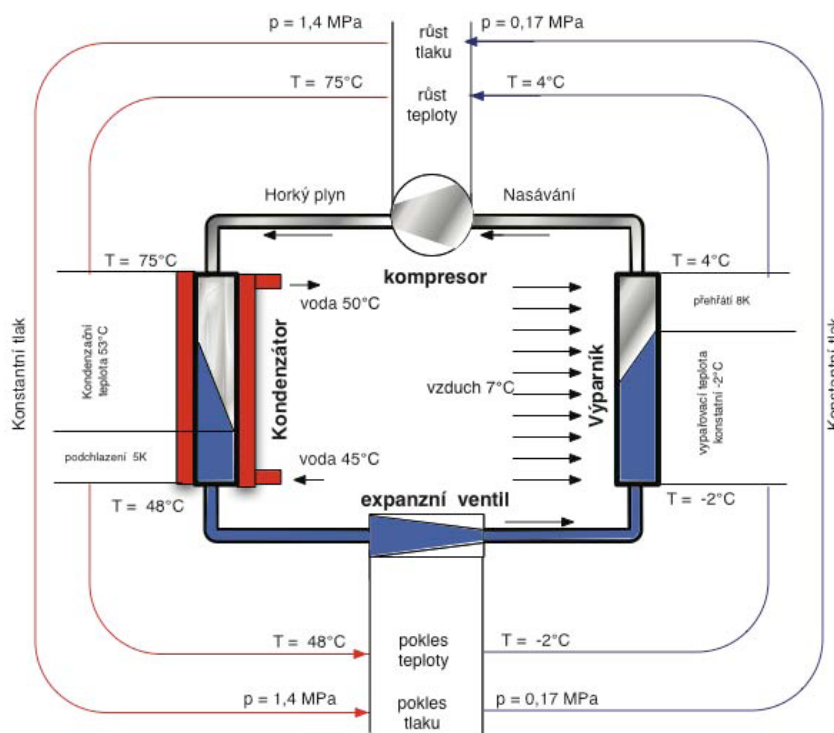 p = 1,4 MPa
růst
tlaku
p = 0,17 MPa
T = 75°C
růst
teploty
T = 4°C
Horký plyn
Nasávání
kompresor
T = 75°C
T = 4°C
voda 50°C
přehřátí 8K
Konstantní tlak
Kondenzační
teplota 53°C
Kondenzátor
vzduch 7°C
Výparník
vypařovací teplota
konstatní -2°C
Konstantní tlak
podchlazení 5K
voda 45°C
T = 48°C
expanzní ventil
T = -2°C
T = 48°C
pokles
teploty
T = -2°C
p = 1,4 MPa
pokles
tlaku
p = 0,17 MPa